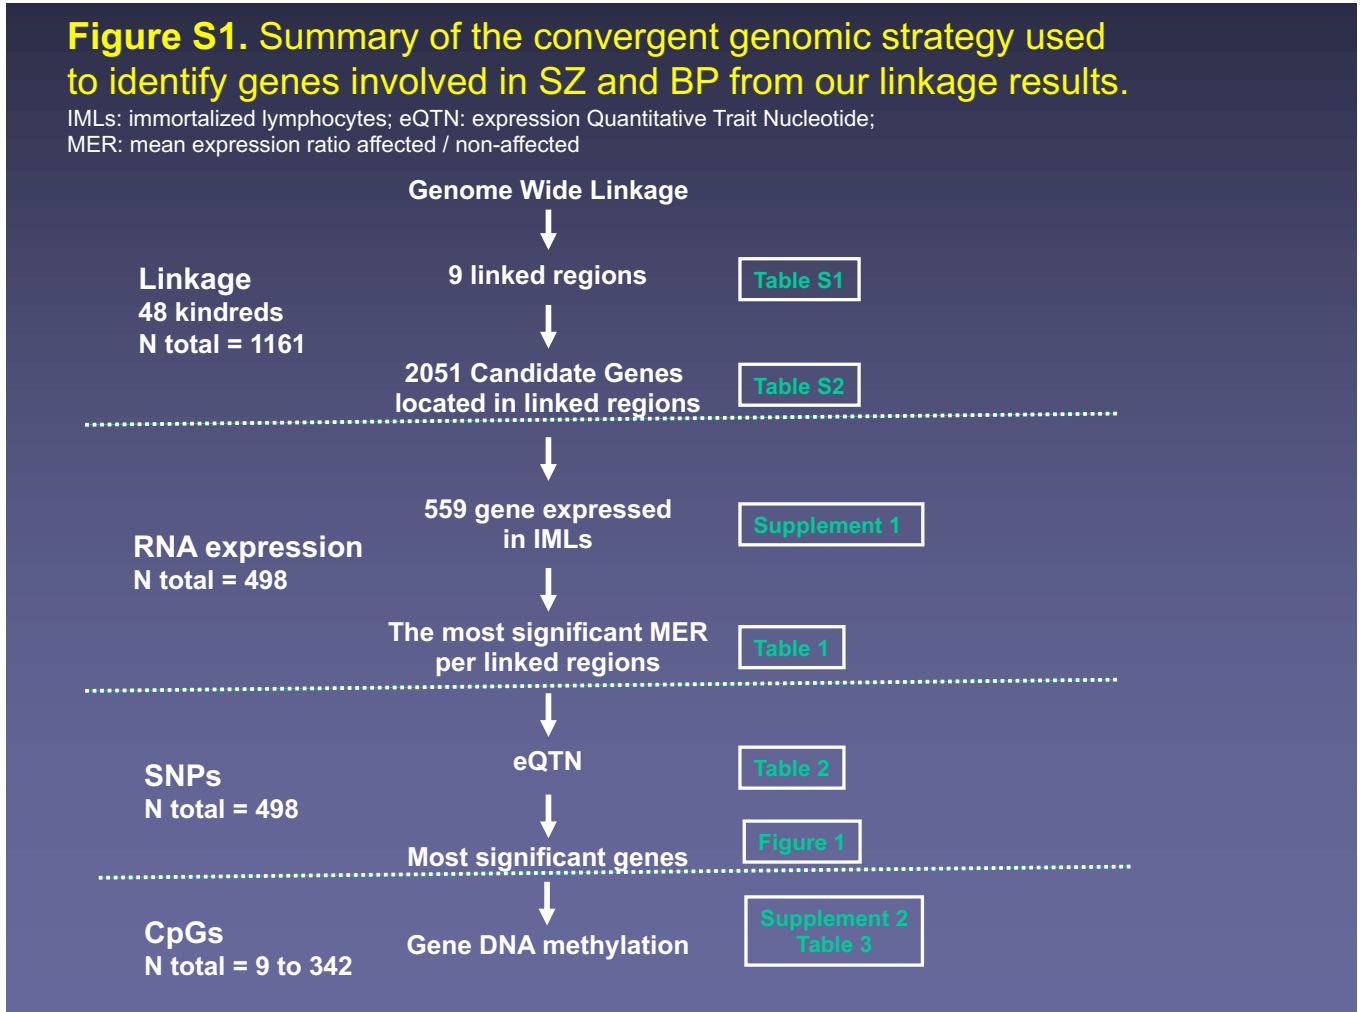 Figure S1. Summary of the convergent genomic strategy used
to identify genes involved in SZ and BP from our linkage results.
IMLs: immortalized lymphocytes; eQTN: expression Quantitative Trait Nucleotide;
MER: mean expression ratio affected / non-affected
Genome Wide Linkage
Linkage
48 kindreds
N total = 1161
9 linked regions
Table S1
2051 Candidate Genes
located in linked regions
Table S2
RNA expression
N total = 498
559 gene expressed
in IMLs
Supplement 1
The most significant MER
per linked regions
Table 1
SNPs
N total = 498
eQTN
Table 2
Most significant genes
Figure 1
CpGs
N total = 9 to 342
Gene DNA methylation
Supplement 2
Table 3